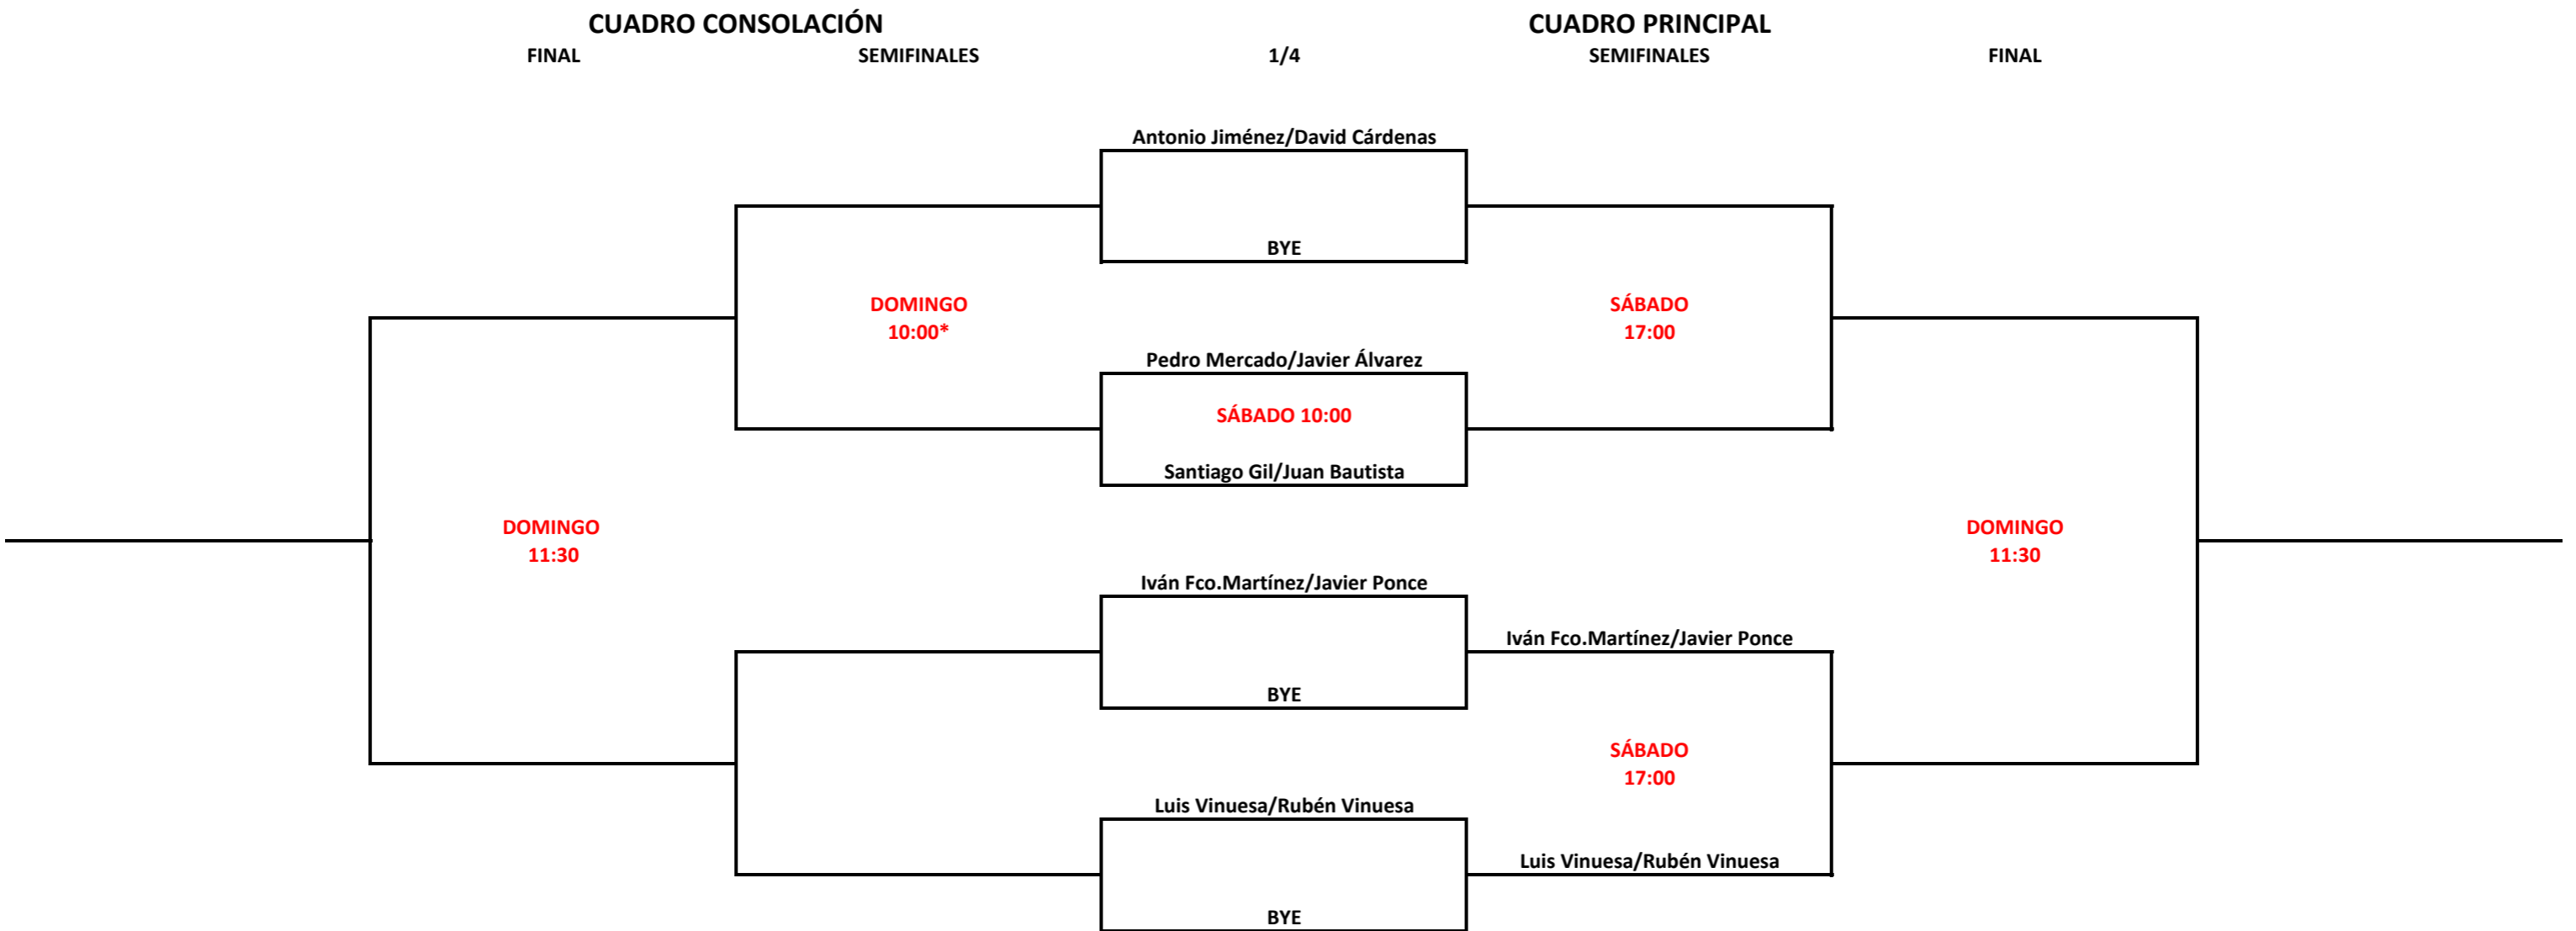 CUADRO CONSOLACIÓN CUADRO PRINCIPAL
FINAL SEMIFINALES 1/4 SEMIFINALES FINAL
Antonio Jiménez/David Cárdenas
BYE
DOMINGO SÁBADO
10:00* 17:00
Pedro Mercado/Javier Álvarez
SÁBADO 10:00
Santiago Gil/Juan Bautista
DOMINGO DOMINGO
11:30 11:30
Iván Fco.Martínez/Javier Ponce
Iván Fco.Martínez/Javier Ponce
BYE
SÁBADO
17:00
Luis Vinuesa/Rubén Vinuesa
Luis Vinuesa/Rubén Vinuesa
BYE